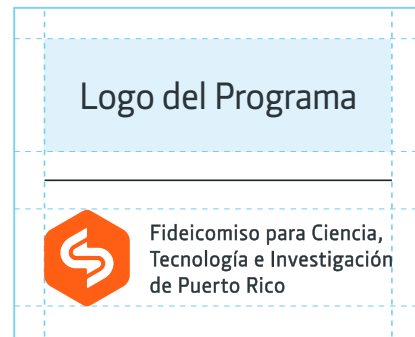 Logo del Programa
Fideicomiso para Ciencia,
Tecnología e Investigación
de Puerto Rico